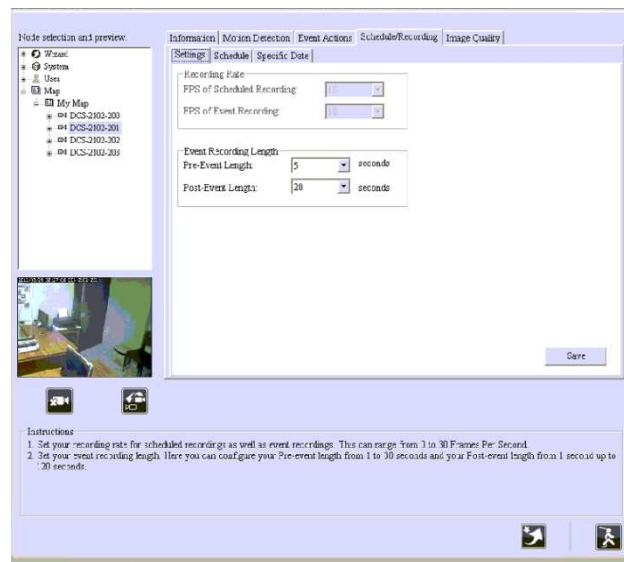 Node selection and preview.
Wizard
System
User
Map
My Map
DCS-2102-200
DCS-2102-201
DCS-2103-202
DCS-2102-203
Information Motion Detection Event Actions Schedule/Recording Image Quality
Settings Schedule Specific Date
Recording Rate
FPS of Scheduled Recording:
FPS of Event Recording:
Event Recording Length
Pre-Event Length: 5 seconds
Post-Event Length: 20 seconds
Save
Instructions
1. Set your recording rate for scheduled recordings as well as event recordings. This can range from 3 to 30 Frames Per Second.
2. Set your event recording length. Here you can configure your Pre-event length from 1 to 30 seconds and your Post-event length from 1 second up to
120 seconds.